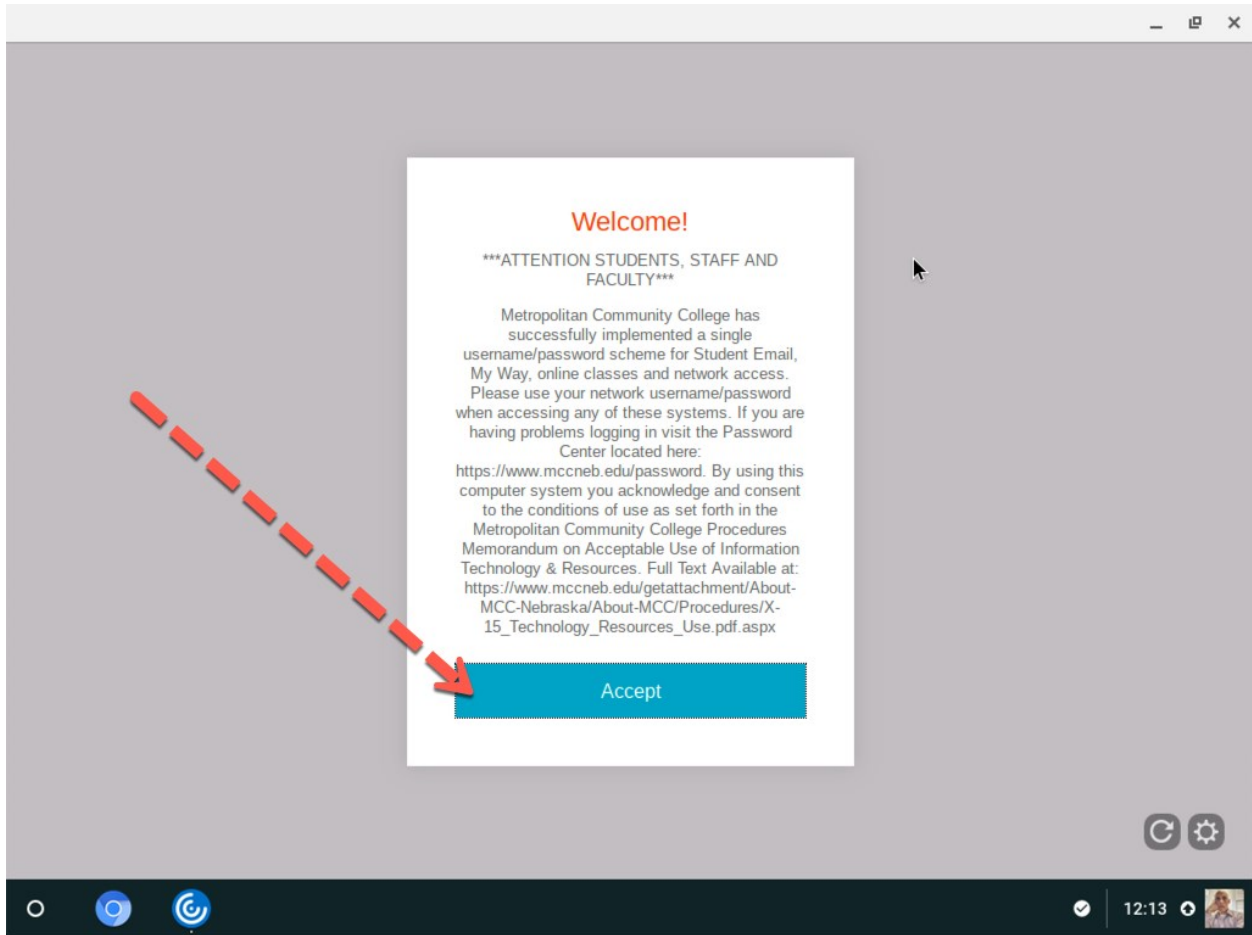 Welcome!
***ATTENTION STUDENTS, STAFF AND
FACULTY***
Metropolitan Community College has
successfully implemented a single
username/password scheme for Student Email,
My Way, online classes and network access.
Please use your network username/password
when accessing any of these systems. If you are
having problems logging in visit the Password
Center located here:
https://www.mccneb.edu/password. By using this
computer system you acknowledge and consent
to the conditions of use as set forth in the
Metropolitan Community College Procedures
Memorandum on Acceptable Use of Information
Technology & Resources. Full Text Available at:
https://www.mccneb.edu/getattachment/About-
MCC-Nebraska/About-MCC/Procedures/X-
15_Technology_Resources_Use.pdf.aspx
Accept
12:13